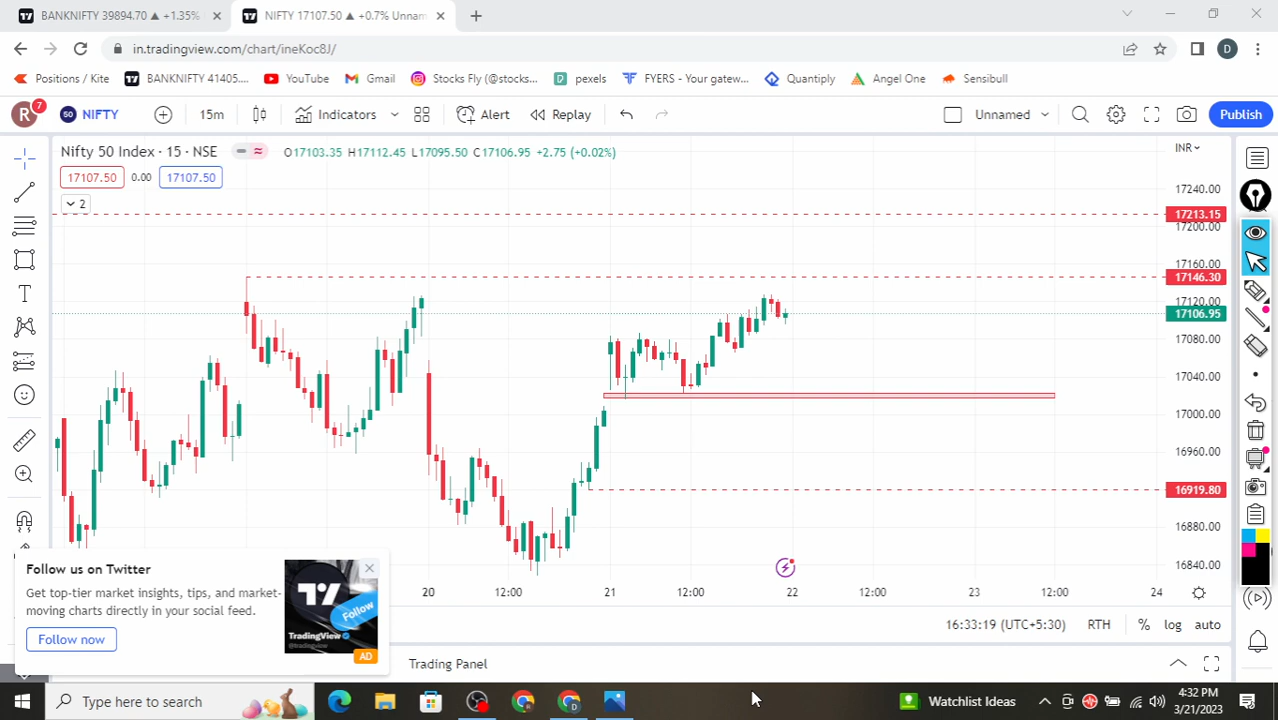 BANKNIFTY 39894.70 ▲ +1.35%
NIFTY 17107.50 ▲ +0.7% Unnam
in.tradingview.com/chart/ineKoc8J/
D
Positions / Kite
BANKNIFTY 41405....
YouTube
Gmail
Stocks Fly (@stocks...
pexels
FYERS - Your gatew...
Quantiply
Angel One
Sensibull
R 7
50 NIFTY
15m
Indicators
Alert
Replay
Unnamed
Publish
Nifty 50 Index · 15 · NSE
O17103.35 H17112.45 L17095.50 C17106.95 +2.75 (+0.02%)
INR
17107.50 0.00 17107.50
2
17240.00
17213.15
17200.00
17160.00
17146.30
17120.00
17106.95
17080.00
17040.00
17000.00
16960.00
16919.80
16880.00
16840.00
20 12:00 21 12:00 22 12:00 23 12:00 24
Follow us on Twitter
Get top-tier market insights, tips, and market-
moving charts directly in your social feed.
Follow now
Follow
TradingView
@tradingview
AD
16:33:19 (UTC+5:30) RTH % log auto
Trading Panel
Type here to search
Watchlist Ideas
4:32 PM
3/21/2023